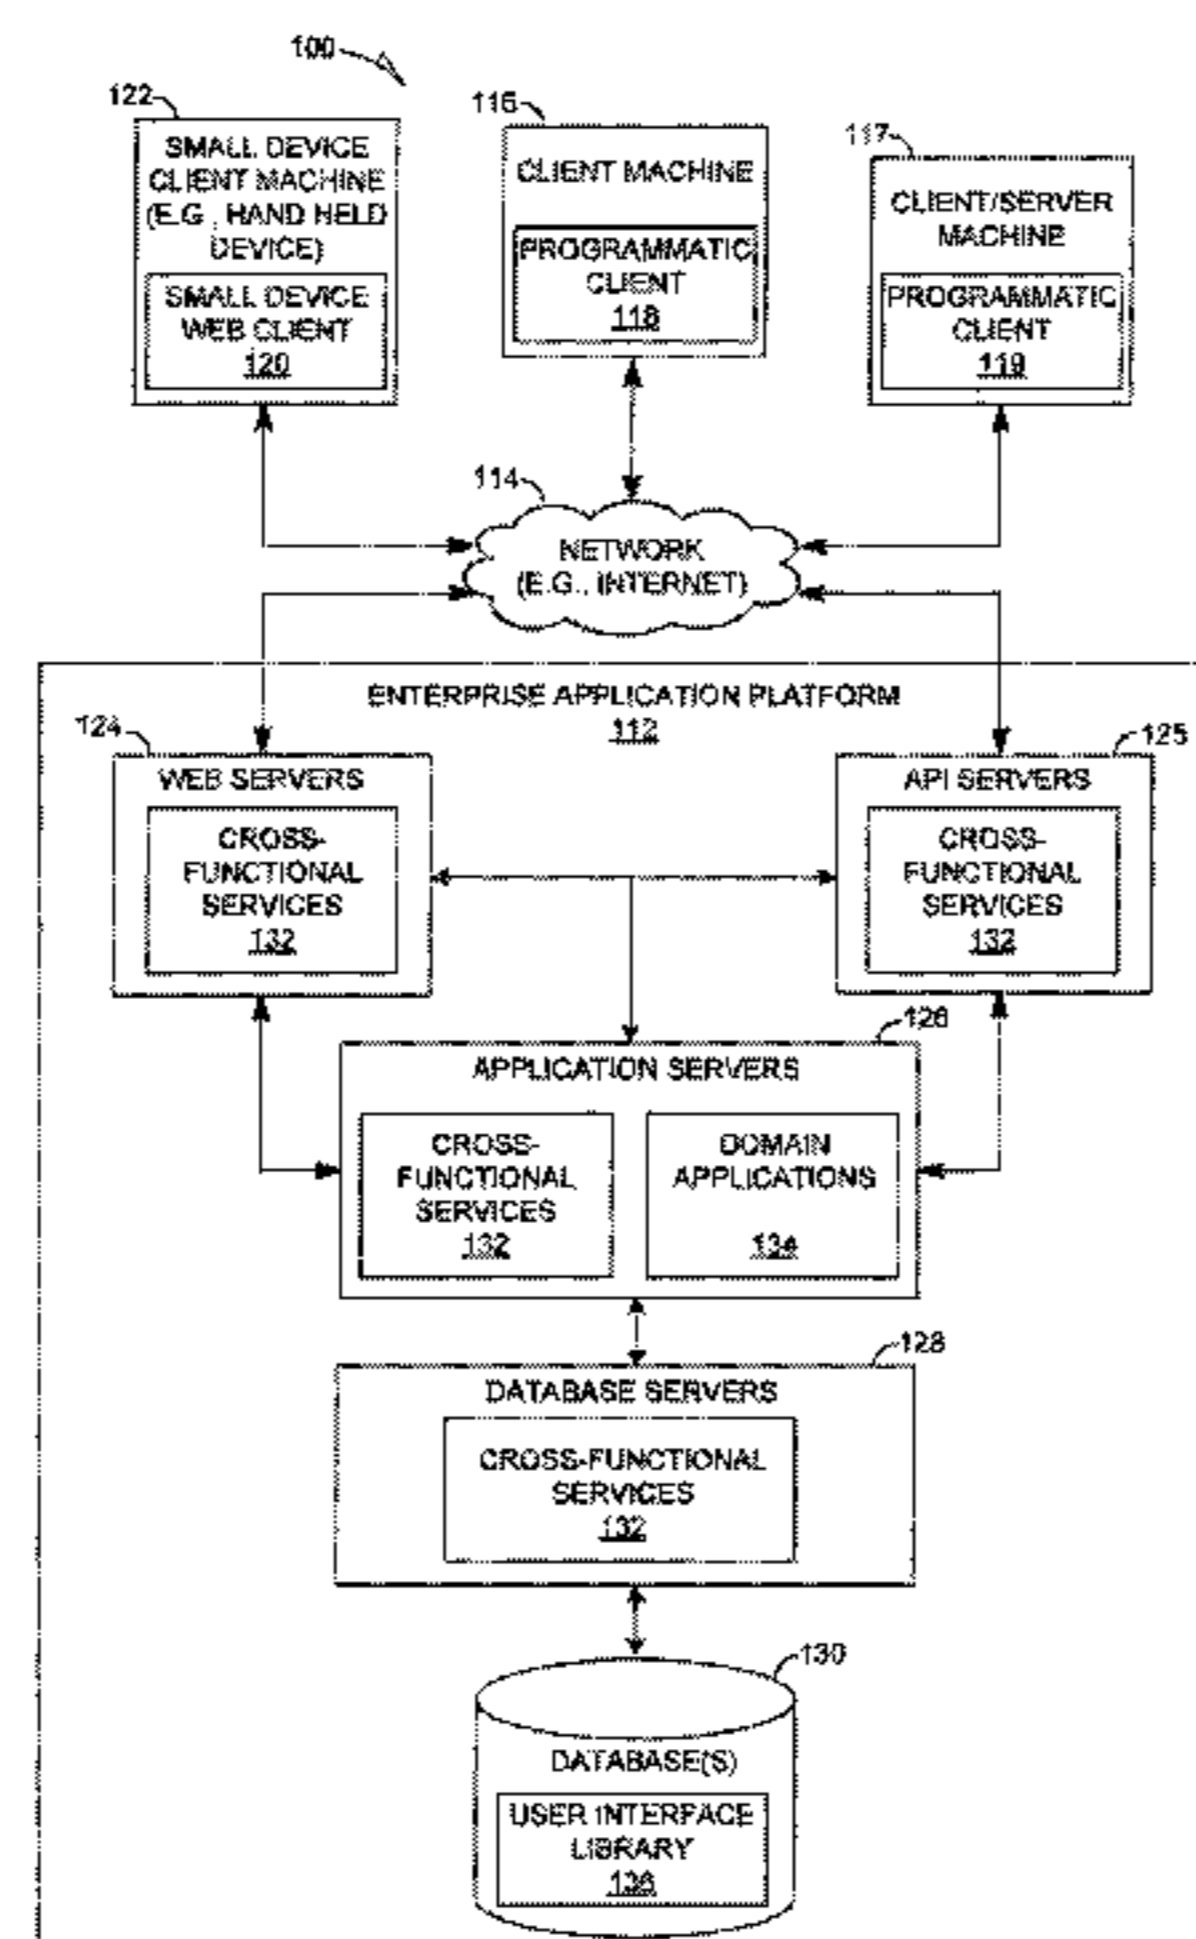 100
122
SMALL DEVICE
CLIENT MACHINE
(E.G., HAND HELD
DEVICE)
SMALL DEVICE
WEB CLIENT
120
116
CLIENT MACHINE
PROGRAMMATIC
CLIENT
118
117
CLIENT/SERVER
MACHINE
PROGRAMMATIC
CLIENT
119
114
NETWORK
(E.G., INTERNET)
ENTERPRISE APPLICATION PLATFORM
112
124
WEB SERVERS
CROSS-
FUNCTIONAL
SERVICES
132
125
API SERVERS
CROSS-
FUNCTIONAL
SERVICES
132
126
APPLICATION SERVERS
CROSS-
FUNCTIONAL
SERVICES
132
DOMAIN
APPLICATIONS
134
128
DATABASE SERVERS
CROSS-FUNCTIONAL
SERVICES
132
130
DATABASE(S)
USER INTERFACE
LIBRARY
136